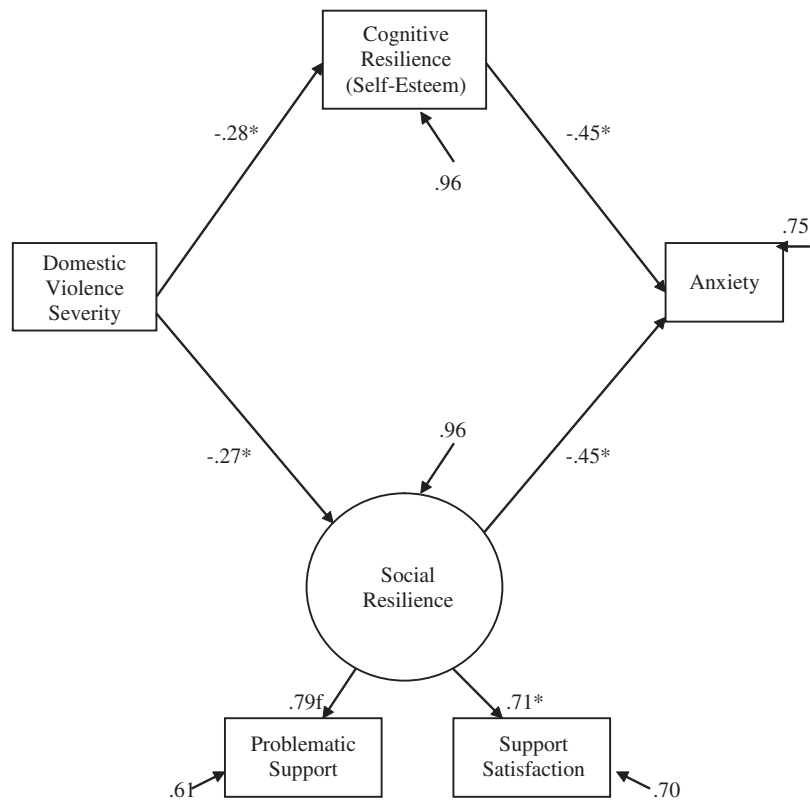 Cognitive
Resilience
(Self-Esteem)
-.28*
-.45*
.96
.75
Domestic
Violence
Severity
Anxiety
.96
-.27*
-.45*
Social
Resilience
.79f
.71*
Problematic
Support
Support
Satisfaction
.61
.70